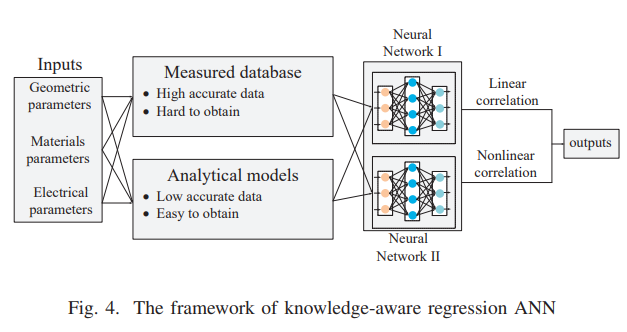 Inputs
Geometric
parameters
Materials
parameters
Electrical
parameters
Measured database
• High accurate data
• Hard to obtain
Analytical models
• Low accurate data
• Easy to obtain
Neural
Network I
Neural
Network II
Linear
correlation
Nonlinear
correlation
outputs
Fig. 4. The framework of knowledge-aware regression ANN